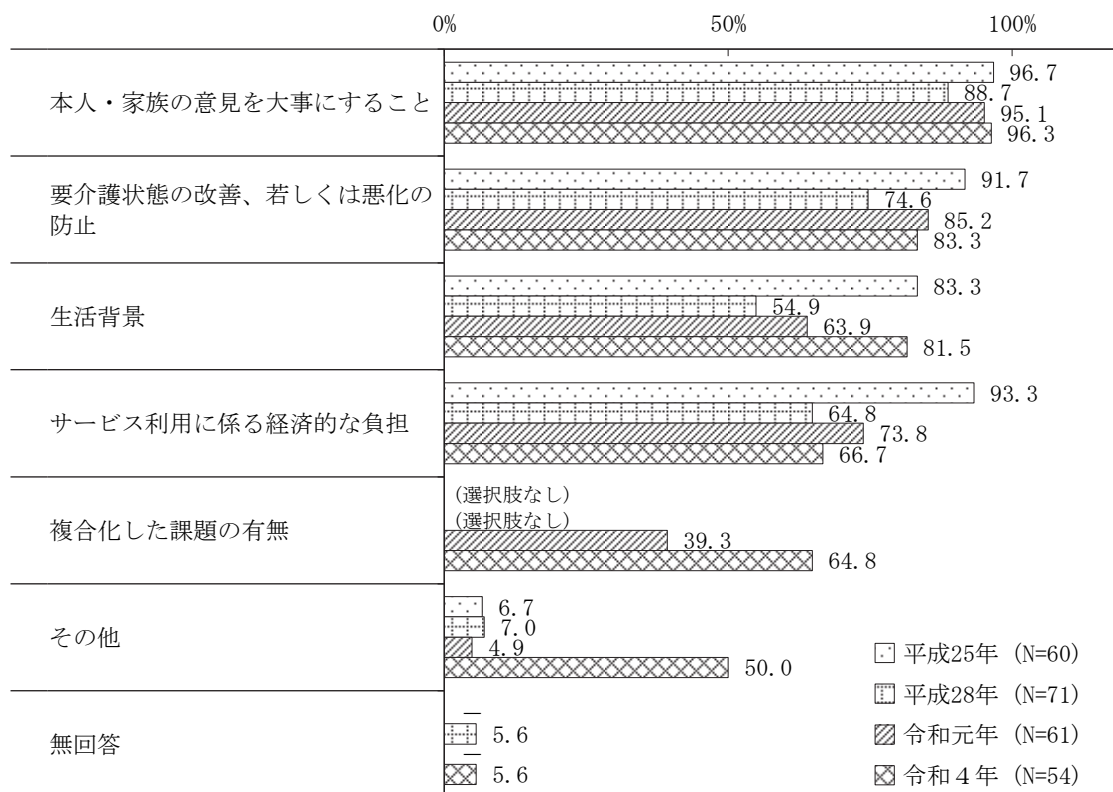 0%
50%
100%
本人・家族の意見を大事にすること
96.7
88.7
95.1
96.3
要介護状態の改善、若しくは悪化の
防止
91.7
74.6
85.2
83.3
生活背景
83.3
54.9
63.9
81.5
サービス利用に係る経済的な負担
93.3
64.8
73.8
66.7
複合化した課題の有無
(選択肢なし)
(選択肢なし)
39.3
64.8
その他
6.7
7.0
4.9
50.0
無回答
—
5.6
—
5.6
平成25年 (N=60)
平成28年 (N=71)
令和元年 (N=61)
令和4年 (N=54)